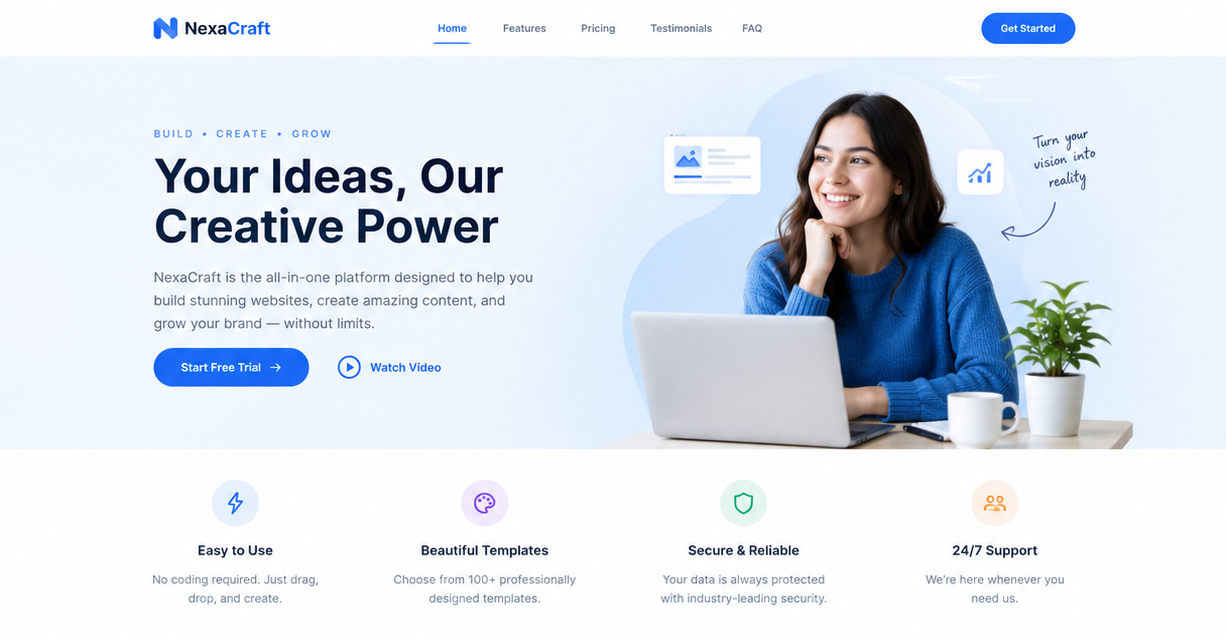 NexaCraft
Home
Features
Pricing
Testimonials
FAQ
Get Started
BUILD • CREATE • GROW
Your Ideas, Our
Creative Power
NexaCraft is the all-in-one platform designed to help you
build stunning websites, create amazing content, and
grow your brand — without limits.
Start Free Trial →
Watch Video
Turn your
vision into
reality
Easy to Use
No coding required. Just drag,
drop, and create.
Beautiful Templates
Choose from 100+ professionally
designed templates.
Secure & Reliable
Your data is always protected
with industry-leading security.
24/7 Support
We're here whenever you
need us.